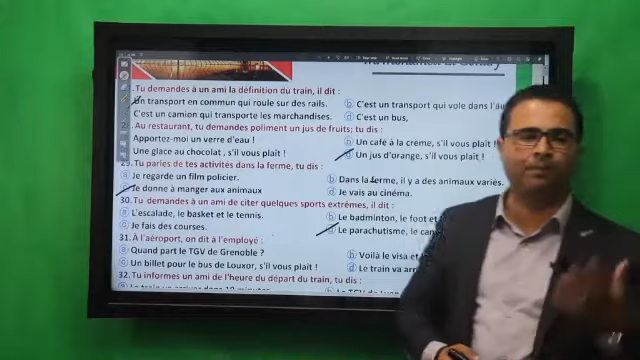 Tu demandes à un ami la définition du train, il dit :
Un transport en commun qui roule sur des rails.
b C'est un transport qui vole dans l'
C'est un camion qui transporte les marchandises.
d C'est un bus,
Au restaurant, tu demandes poliment un jus de fruits; tu dis :
Apportez-moi un verre d'eau !
b Un café à la crème, s'il vous plaît !
Une glace au chocolat , s'il vous plaît !
d Un jus d'orange, s'il vous plaît !
29. Tu parles de tes activités dans la ferme, tu dis :
a Je regarde un film policier.
b Dans la ferme, il y a des animaux variés.
c Je donne à manger aux animaux
d Je vais au cinéma.
30. Tu demandes à un ami de citer quelques sports extrêmes, il dit :
a L'escalade, le basket et le tennis.
b Le badminton, le foot et
c Je fais des courses.
d Le parachutisme, le
31. À l'aéroport, on dit à l'employé :
a Quand part le TGV de Grenoble ?
b Voilà le visa et
c Un billet pour le bus de Louxor, s'il vous plaît !
d Le train va
32. Tu informes un ami de l'heure du départ du train, tu dis :